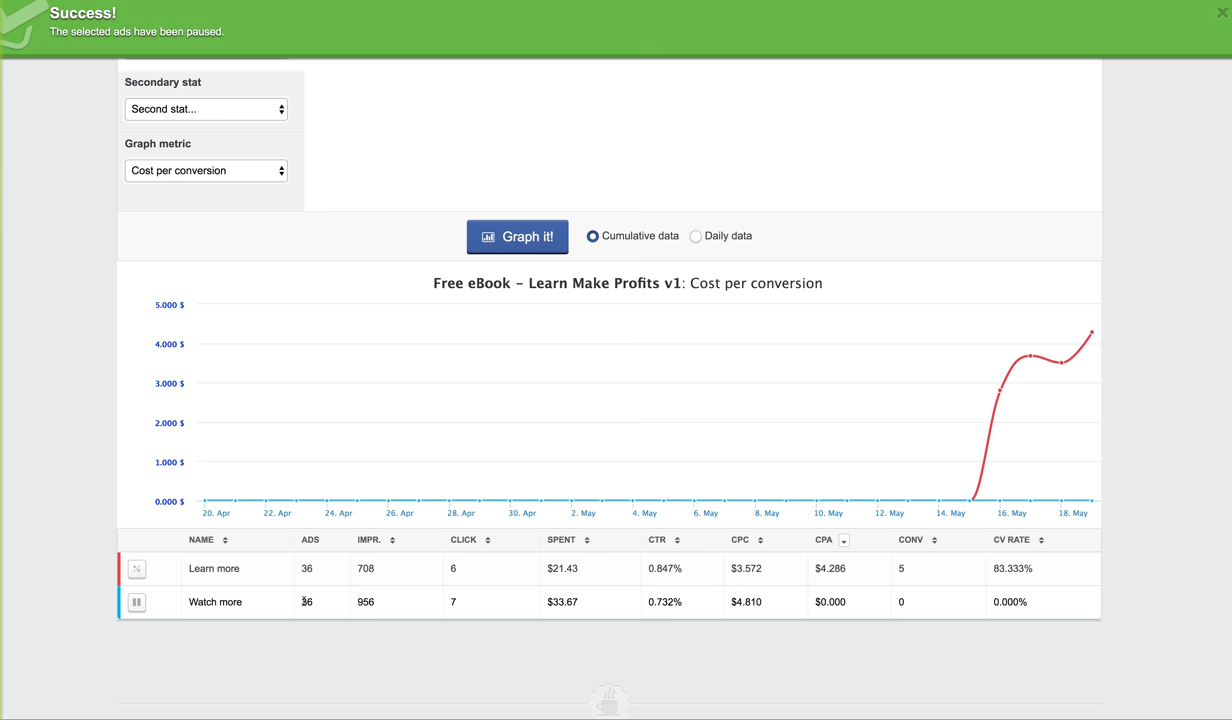 Success!
The selected ads have been paused.
Secondary stat
Second stat...
Graph metric
Cost per conversion
Graph it! Cumulative data Daily data
Free eBook – Learn Make Profits v1: Cost per conversion
5.000 $
4.000 $
3.000 $
2.000 $
1.000 $
0.000 $
20. Apr 22. Apr 24. Apr 26. Apr 28. Apr 30. Apr 2. May 4. May 6. May 8. May 10. May 12. May 14. May 16. May 18. May
NAME ADS IMPR. CLICK SPENT CTR CPC CPA CONV CV RATE
Learn more 36 708 6 $21.43 0.847% $3.572 $4.286 5 83.333%
Watch more 36 956 7 $33.67 0.732% $4.810 $0.000 0 0.000%